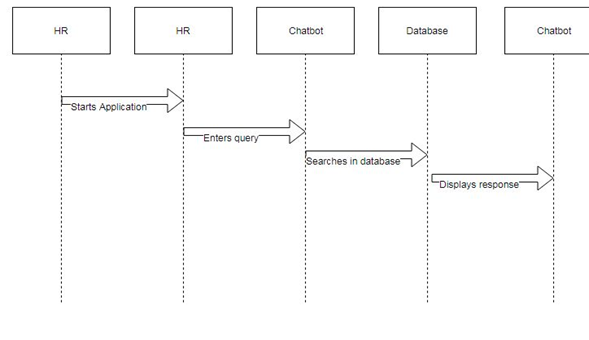 HR
HR
Chatbot
Database
Chatbot
Starts Application
Enters query
Searches in database
Displays response